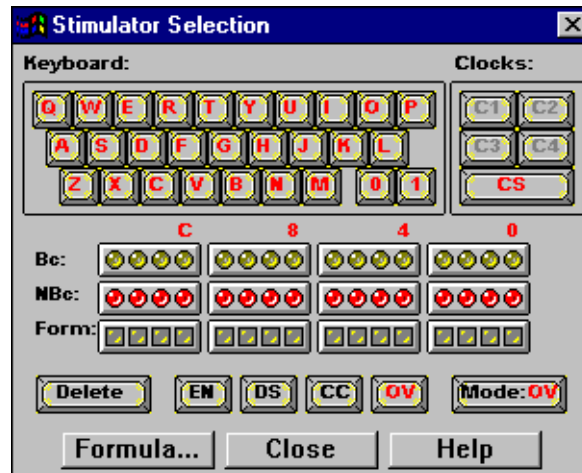 Stimulator Selection
Keyboard: Clocks:
Q W E R T Y U I O P C1 C2
A S D F G H J K L C3 C4
Z X C V B N M 0 1 CS
C 8 4 0
Bc:
NBc:
Form:
Delete EN DS CC OV Mode:OV
Formula... Close Help